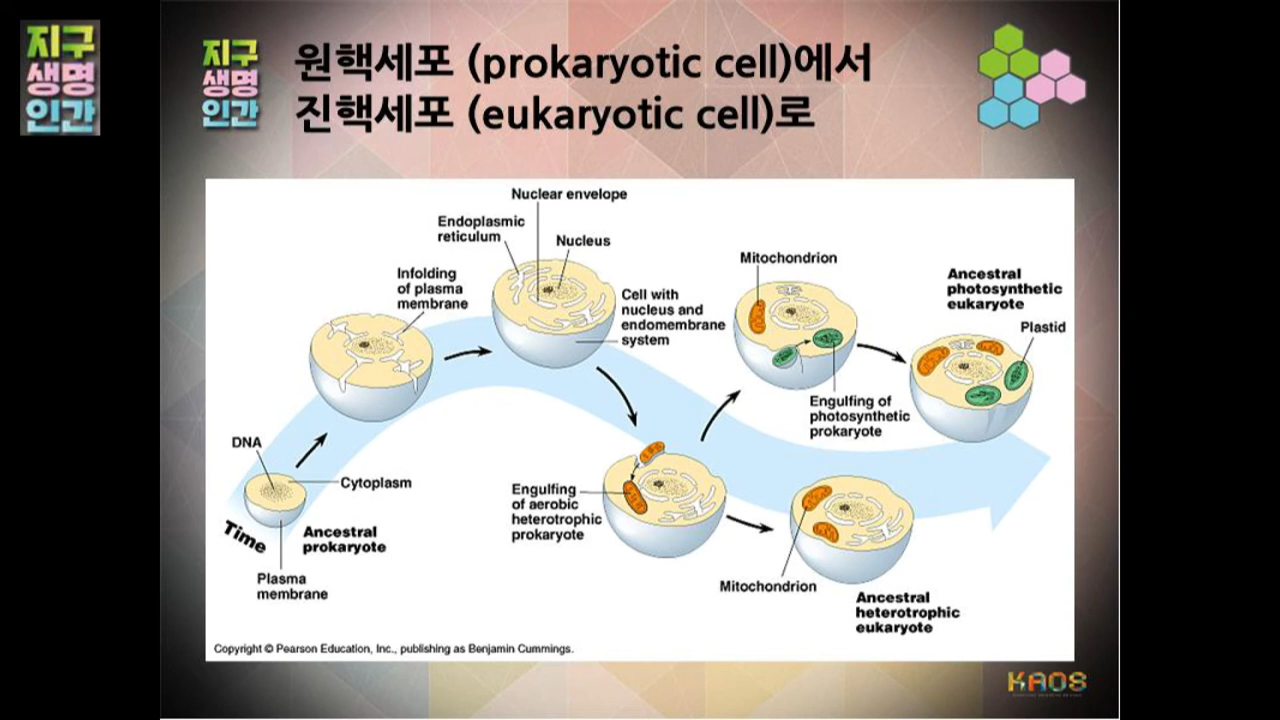 지구
생명
인간
지구
생명
인간
원핵세포 (prokaryotic cell)에서
진핵세포 (eukaryotic cell)로
Nuclear envelope
Endoplasmic
reticulum
Nucleus
Infolding
of plasma
membrane
Cell with
nucleus and
endomembrane
system
Mitochondrion
Ancestral
photosynthetic
eukaryote
Plastid
Engulfing of
photosynthetic
prokaryote
DNA
Cytoplasm
Time
Ancestral
prokaryote
Plasma
membrane
Engulfing
of aerobic
heterotrophic
prokaryote
Mitochondrion
Ancestral
heterotrophic
eukaryote
Copyright © Pearson Education, Inc., publishing as Benjamin Cummings.
KAOS